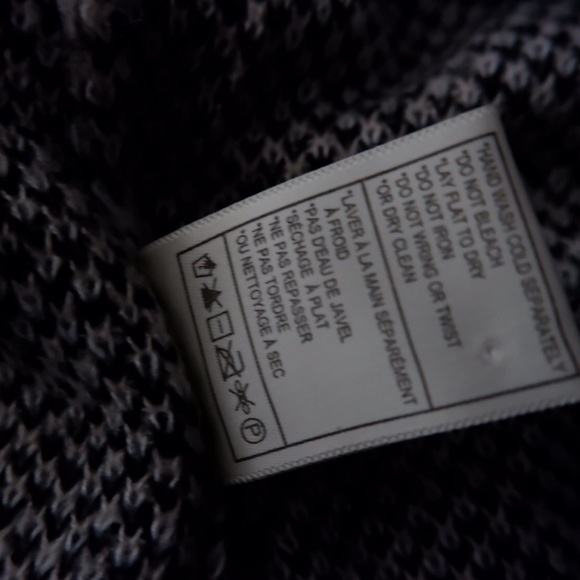 *HAND WASH COLD SEPARATELY
*DO NOT BLEACH
*LAY FLAT TO DRY
*DO NOT IRON
*DO NOT WRING OR TWIST
*OR DRY CLEAN
*LAVER À LA MAIN SÉPARÉMENT
À FROID
*PAS D'EAU DE JAVEL
*SÉCHAGE À PLAT
*NE PAS REPASSER
*NE PAS TORDRE
*OU NETTOYAGE À SEC
P